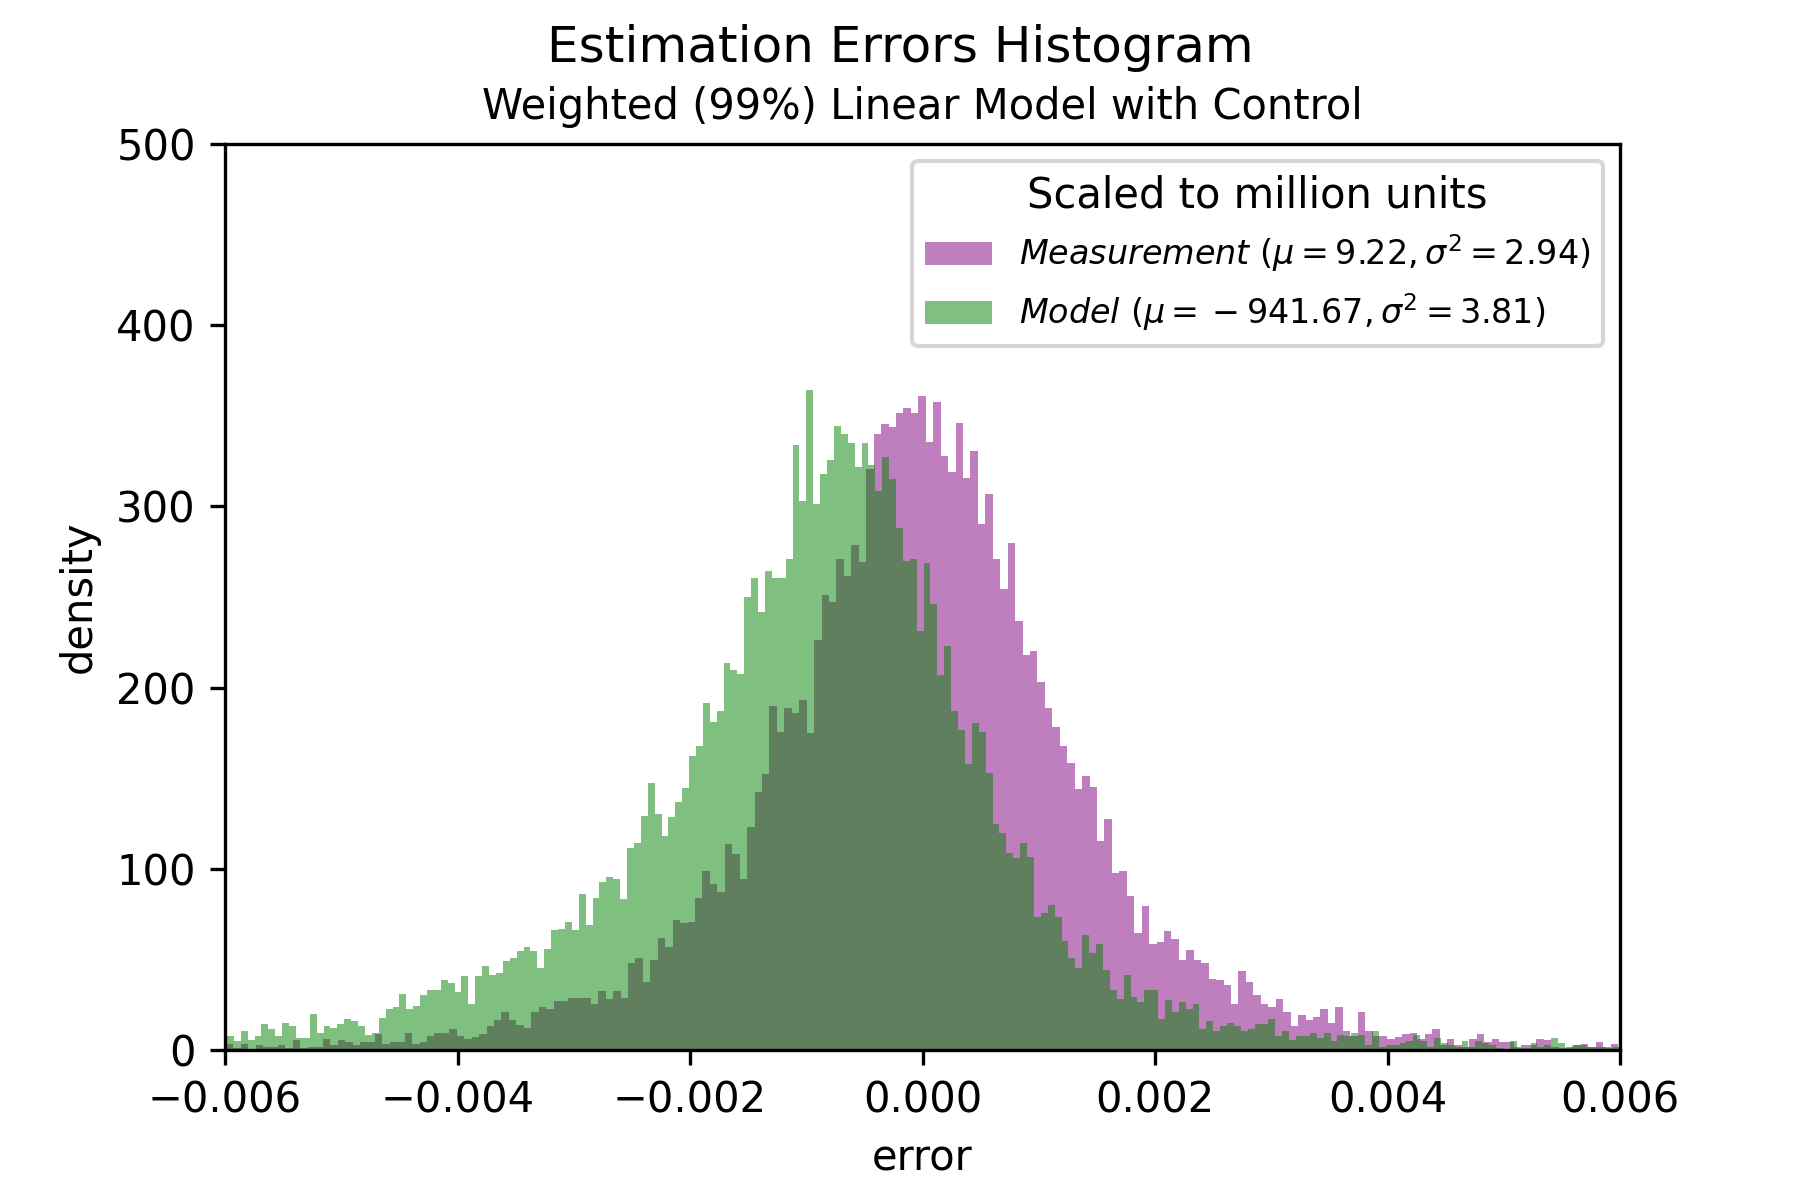 Estimation Errors Histogram
Weighted (99%) Linear Model with Control
Scaled to million units
Measurement (μ = 9.22, σ² = 2.94)
Model (μ = − 941.67, σ² = 3.81)
500
400
300
200
100
0
density
−0.006 −0.004 −0.002 0.000 0.002 0.004 0.006
error